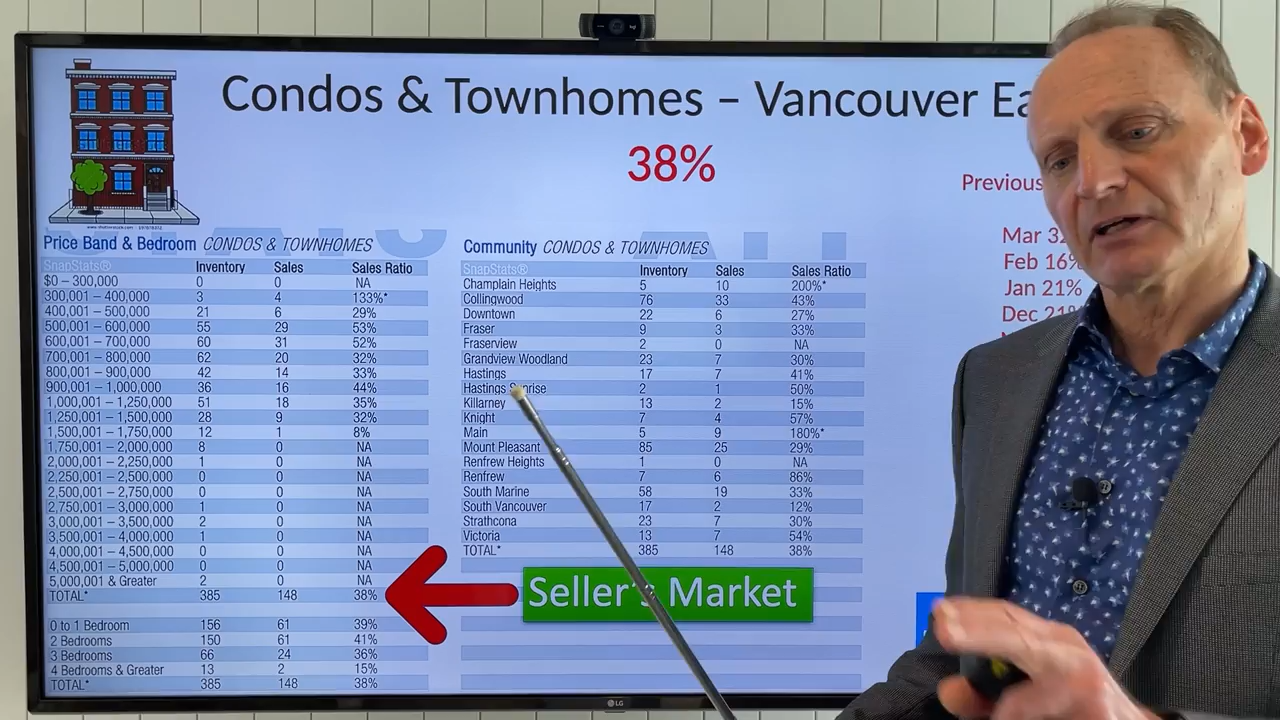 Condos & Townhomes – Vancouver Ea
38%
Previous
Mar 32
Feb 16%
Jan 21%
Dec 21%
Price Band & Bedroom CONDOS & TOWNHOMES
SnapStats® Inventory Sales Sales Ratio
$0 – 300,000 0 0 NA
300,001 – 400,000 3 4 133%*
400,001 – 500,000 21 6 29%
500,001 – 600,000 55 29 53%
600,001 – 700,000 60 31 52%
700,001 – 800,000 62 20 32%
800,001 – 900,000 42 14 33%
900,001 – 1,000,000 36 16 44%
1,000,001 – 1,250,000 51 18 35%
1,250,001 – 1,500,000 28 9 32%
1,500,001 – 1,750,000 12 1 8%
1,750,001 – 2,000,000 8 0 NA
2,000,001 – 2,250,000 1 0 NA
2,250,001 – 2,500,000 0 0 NA
2,500,001 – 2,750,000 0 0 NA
2,750,001 – 3,000,000 1 0 NA
3,000,001 – 3,500,000 2 0 NA
3,500,001 – 4,000,000 1 0 NA
4,000,001 – 4,500,000 0 0 NA
4,500,001 – 5,000,000 0 0 NA
5,000,001 & Greater 2 0 NA
TOTAL* 385 148 38%
0 to 1 Bedroom 156 61 39%
2 Bedrooms 150 61 41%
3 Bedrooms 66 24 36%
4 Bedrooms & Greater 13 2 15%
TOTAL* 385 148 38%
Community CONDOS & TOWNHOMES
SnapStats® Inventory Sales Sales Ratio
Champlain Heights 5 10 200%*
Collingwood 76 33 43%
Downtown 22 6 27%
Fraser 9 3 33%
Fraserview 2 0 NA
Grandview Woodland 23 7 30%
Hastings 17 7 41%
Hastings Sunrise 2 1 50%
Killarney 13 2 15%
Knight 7 4 57%
Main 5 9 180%*
Mount Pleasant 85 25 29%
Renfrew Heights 1 0 NA
Renfrew 7 6 86%
South Marine 58 19 33%
South Vancouver 17 2 12%
Strathcona 23 7 30%
Victoria 13 7 54%
TOTAL* 385 148 38%
Seller's Market
LG